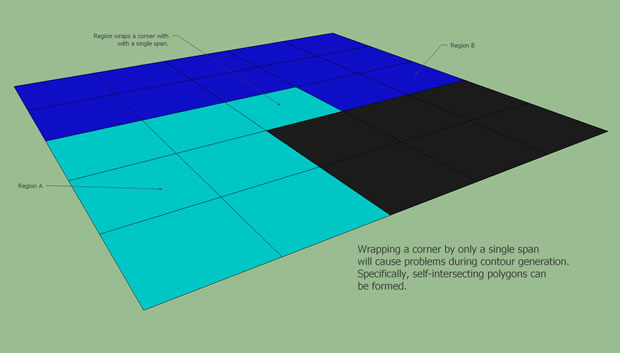 Region wraps a corner with
with a single span.
Region B
Region A
Wrapping a corner by only a single span
will cause problems during contour generation.
Specifically, self-intersecting polygons can
be formed.